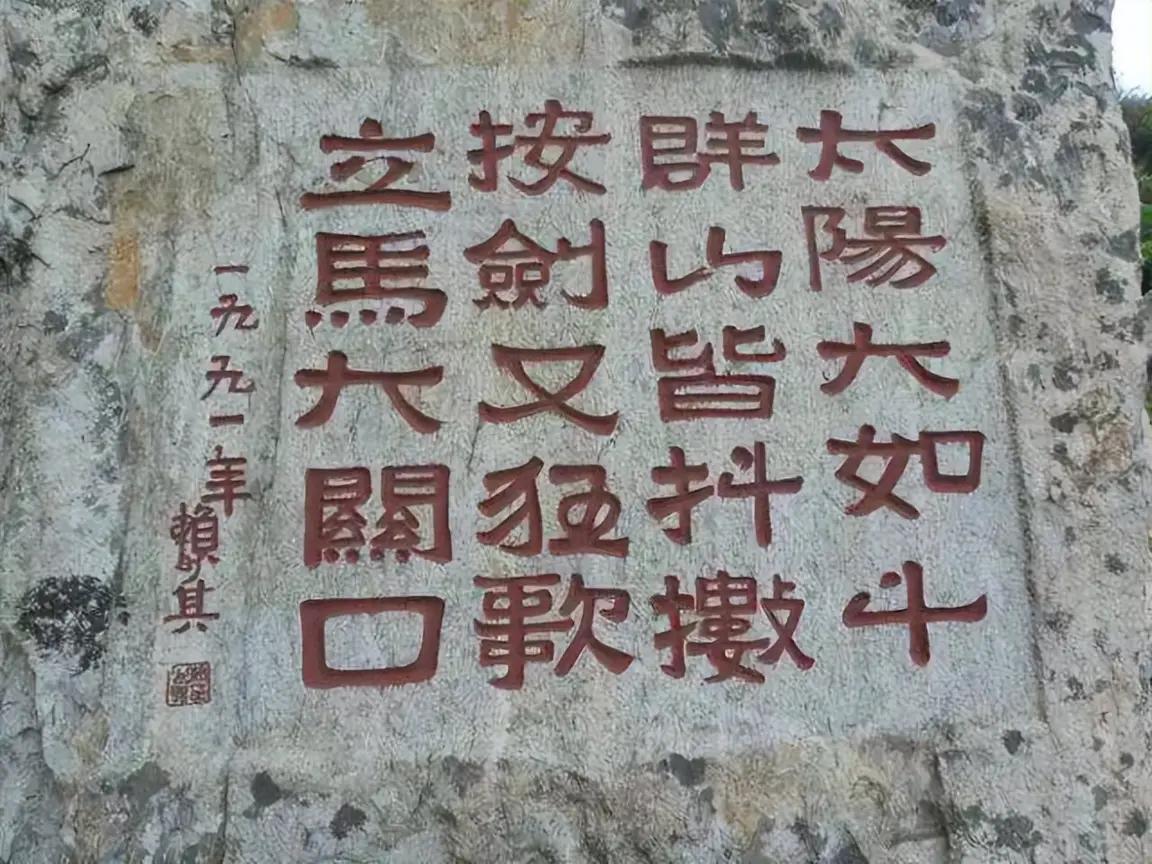 太陽大如斗
群山皆抖擻
按劍又狂歌
立馬大關口
一九九一年
賴少其